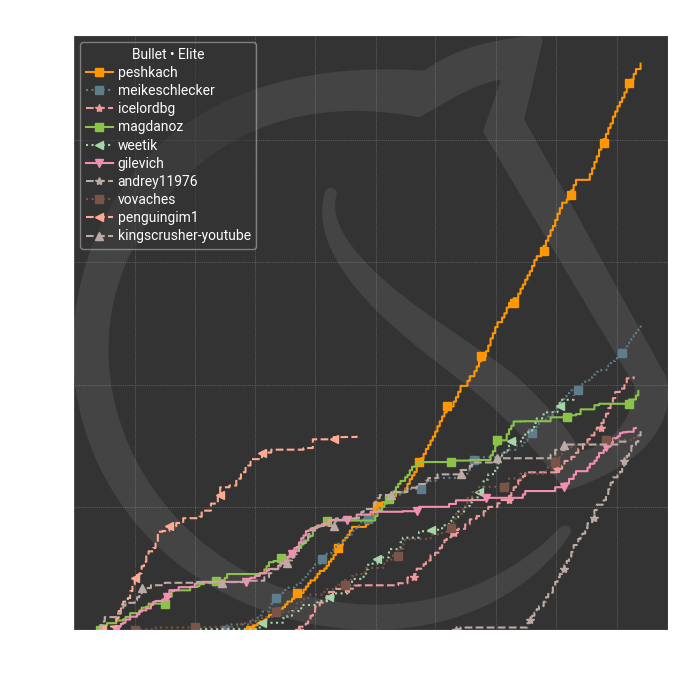 Bullet • Elite
peshkach
meikeschlecker
icelordbg
magdanoz
weetik
gilevich
andrey11976
vovaches
penguingim1
kingscrusher-youtube